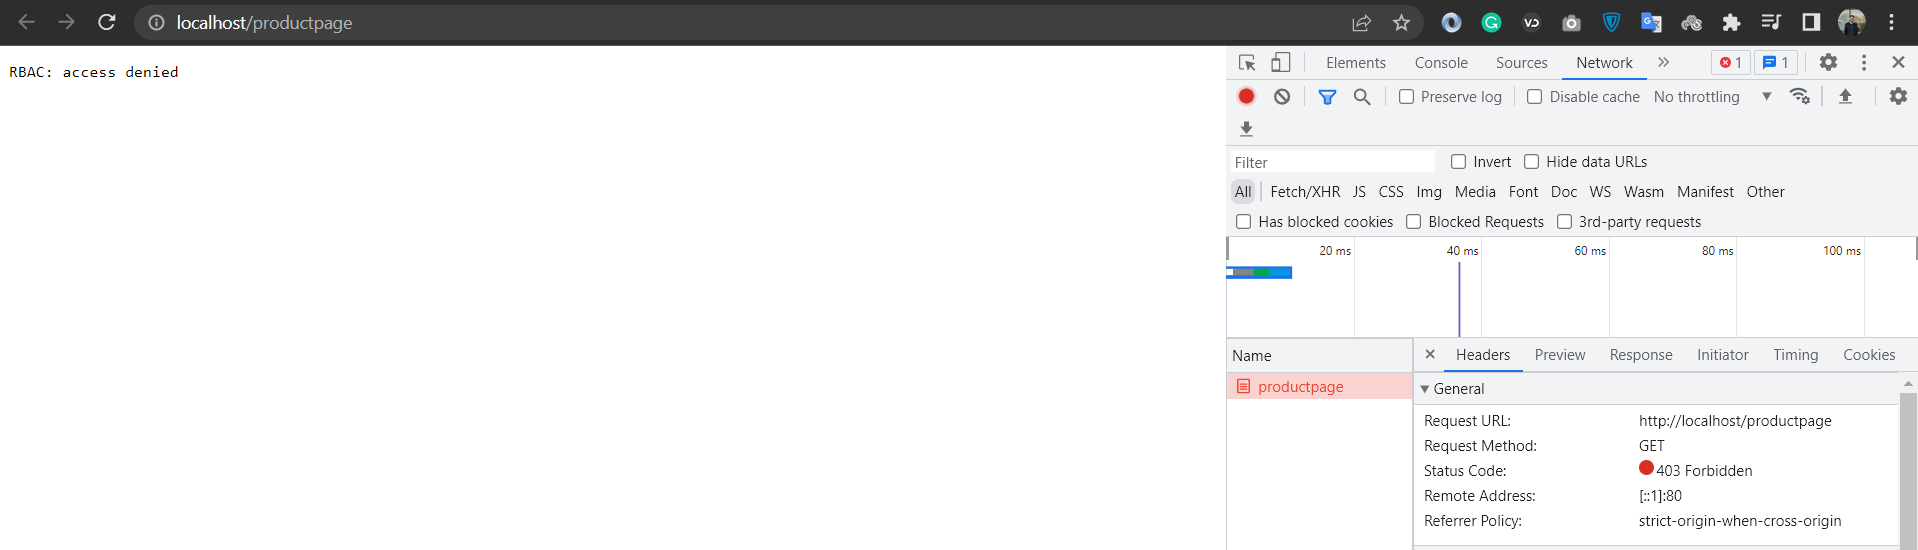 localhost/productpage
RBAC: access denied
Elements Console Sources Network 1 1
Preserve log Disable cache No throttling
Filter Invert Hide data URLs
All Fetch/XHR JS CSS Img Media Font Doc WS Wasm Manifest Other
Has blocked cookies Blocked Requests 3rd-party requests
20 ms 40 ms 60 ms 80 ms 100 ms
Name Headers Preview Response Initiator Timing Cookies
productpage General
Request URL: http://localhost/productpage
Request Method: GET
Status Code: 403 Forbidden
Remote Address: [::1]:80
Referrer Policy: strict-origin-when-cross-origin